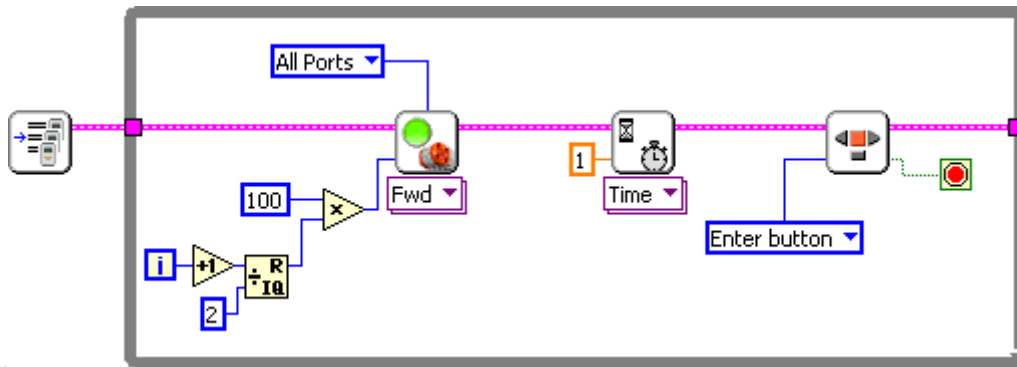 All Ports
Fwd
100
x
1
Time
Enter button
i
+1
R
÷
IQ
2